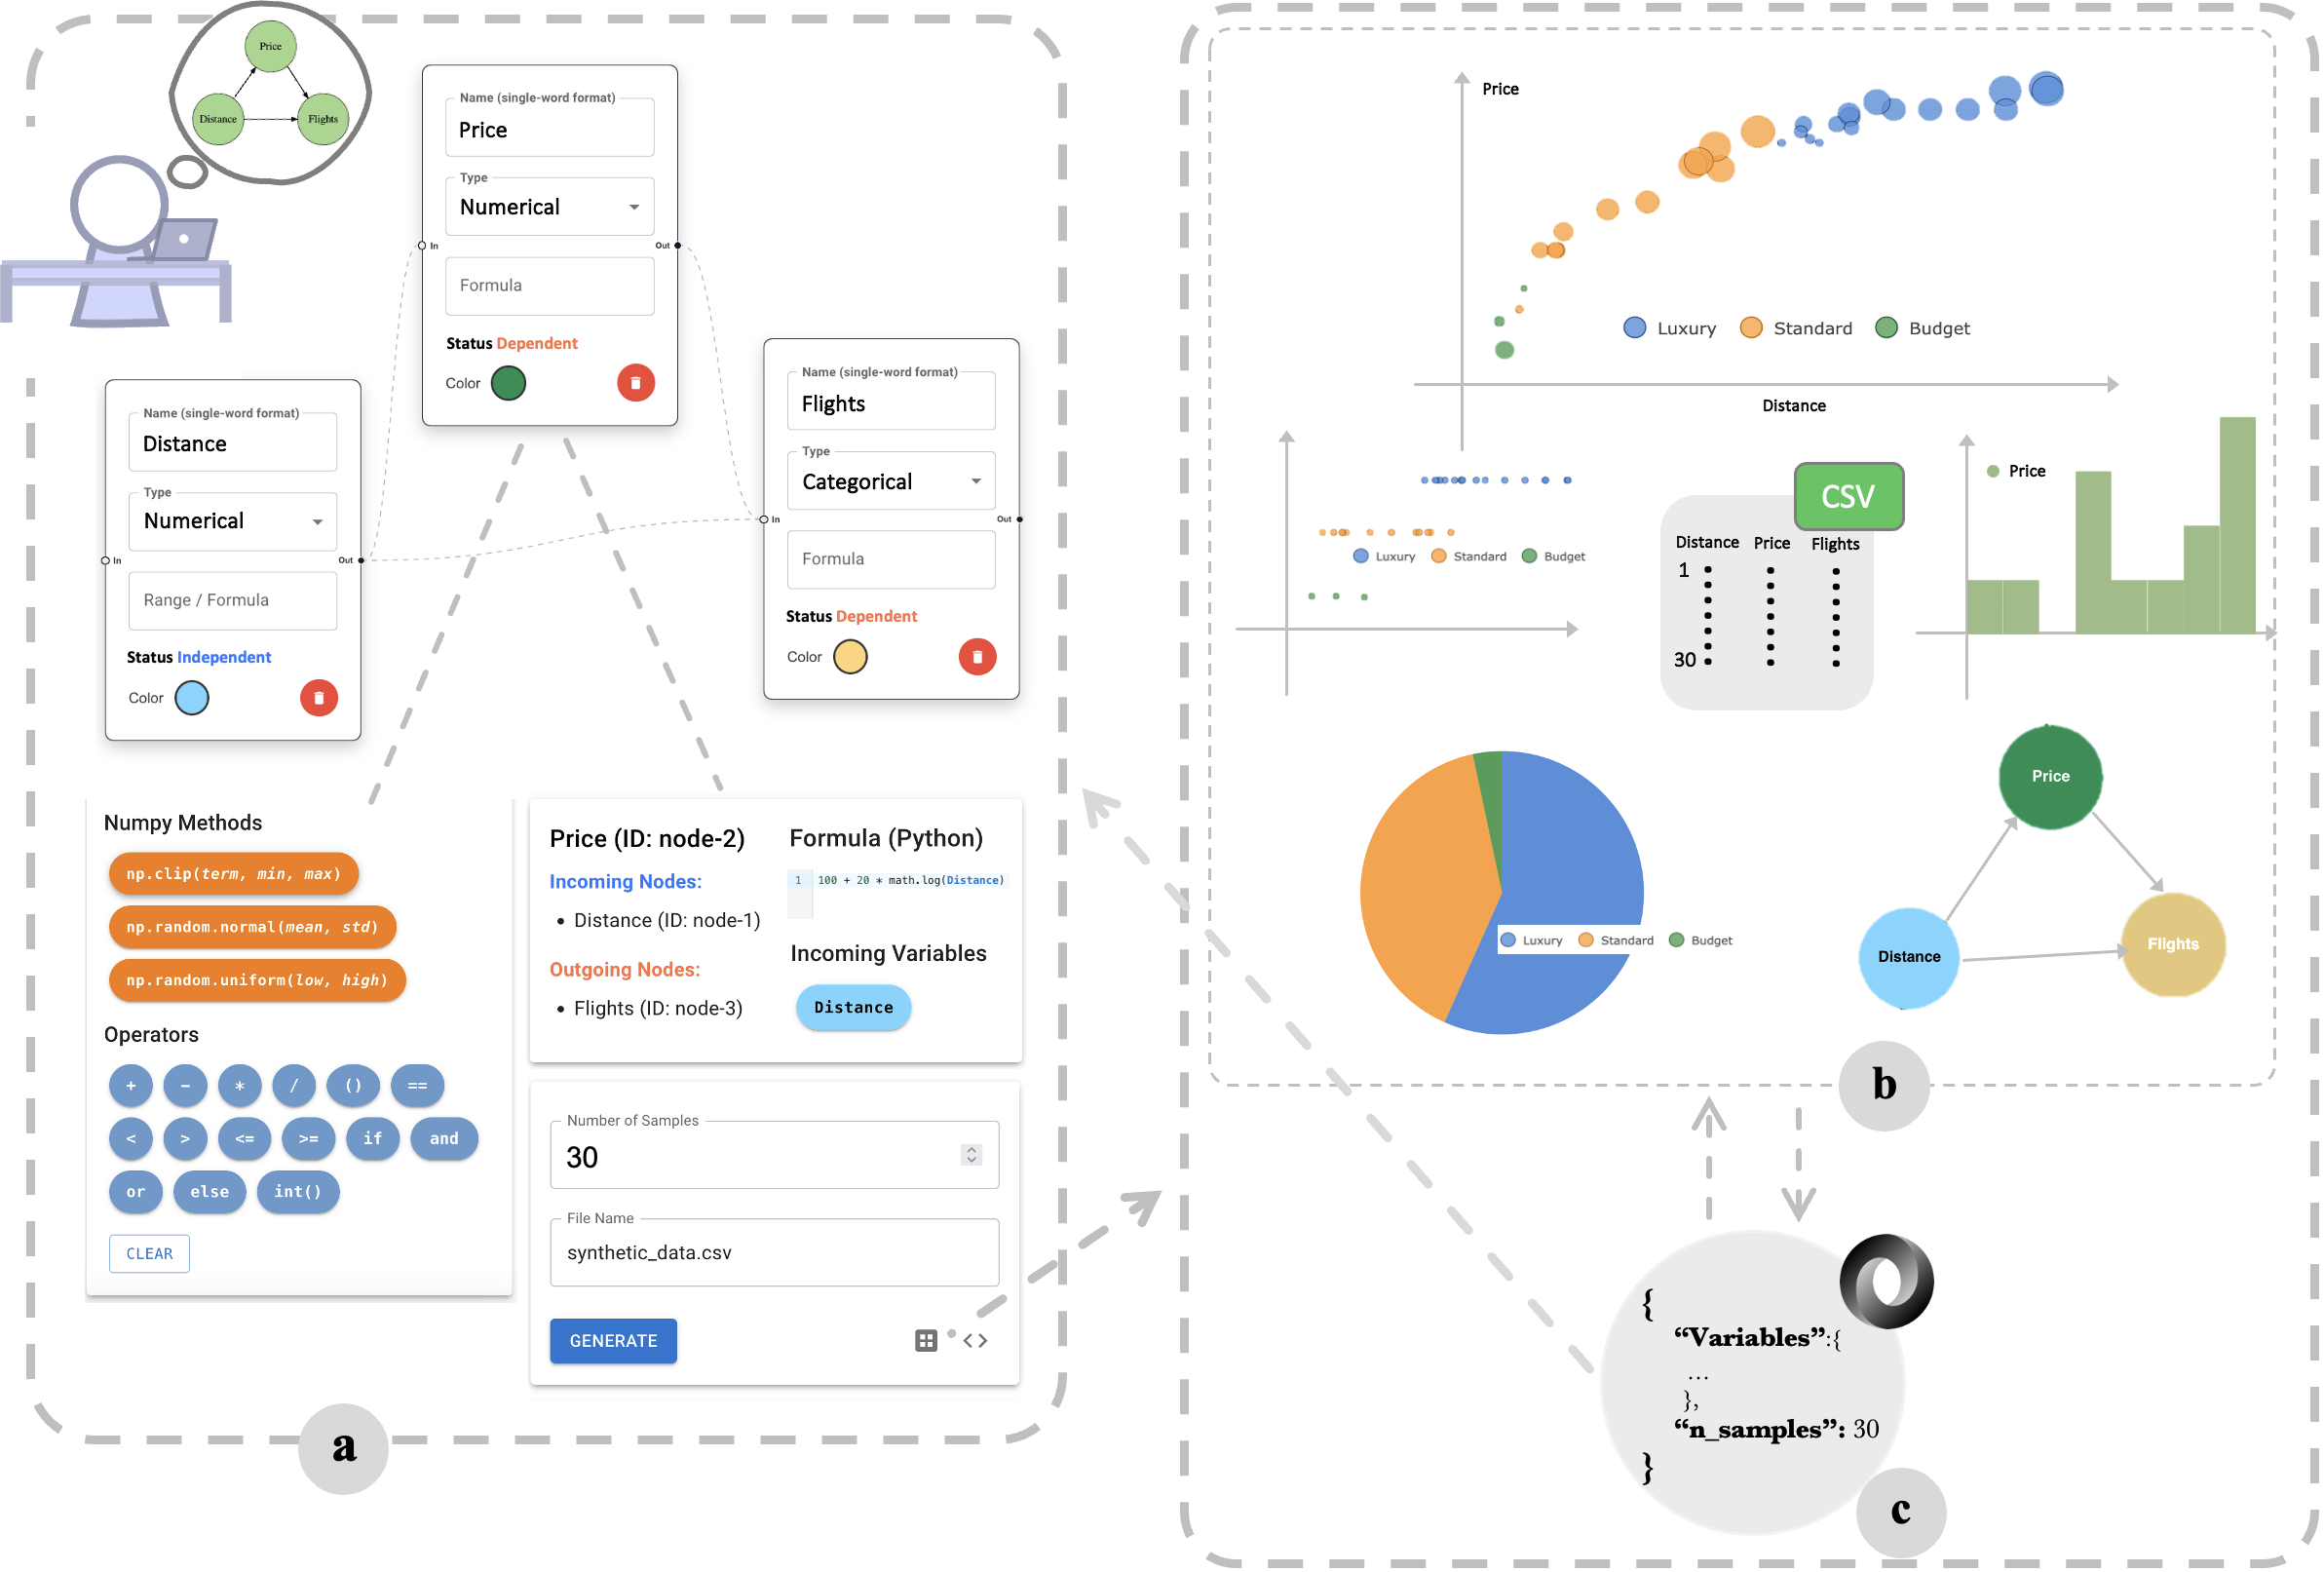 Price
Distance
Flights
Name (single-word format)
Price
Type
Numerical
In
Out
Formula
Status Dependent
Color
Name (single-word format)
Distance
Type
Numerical
In
Out
Range / Formula
Status Independent
Color
Name (single-word format)
Flights
Type
Categorical
In
Out
Formula
Status Dependent
Color
Numpy Methods
np.clip(term, min, max)
np.random.normal(mean, std)
np.random.uniform(low, high)
Operators
+ − * / () ==
< > <= >= if and
or else int()
CLEAR
Price (ID: node-2)
Incoming Nodes:
• Distance (ID: node-1)
Outgoing Nodes:
• Flights (ID: node-3)
Formula (Python)
1 100 + 20 * math.log(Distance)
Incoming Variables
Distance
Number of Samples
30
File Name
synthetic_data.csv
GENERATE
<>
a
Price
Luxury Standard Budget
Distance
Luxury Standard Budget
CSV
Distance Price Flights
1
30
Price
Luxury Standard Budget
Price
Distance
Flights
b
{
“Variables”:{
...
},
“n_samples”: 30
}
c